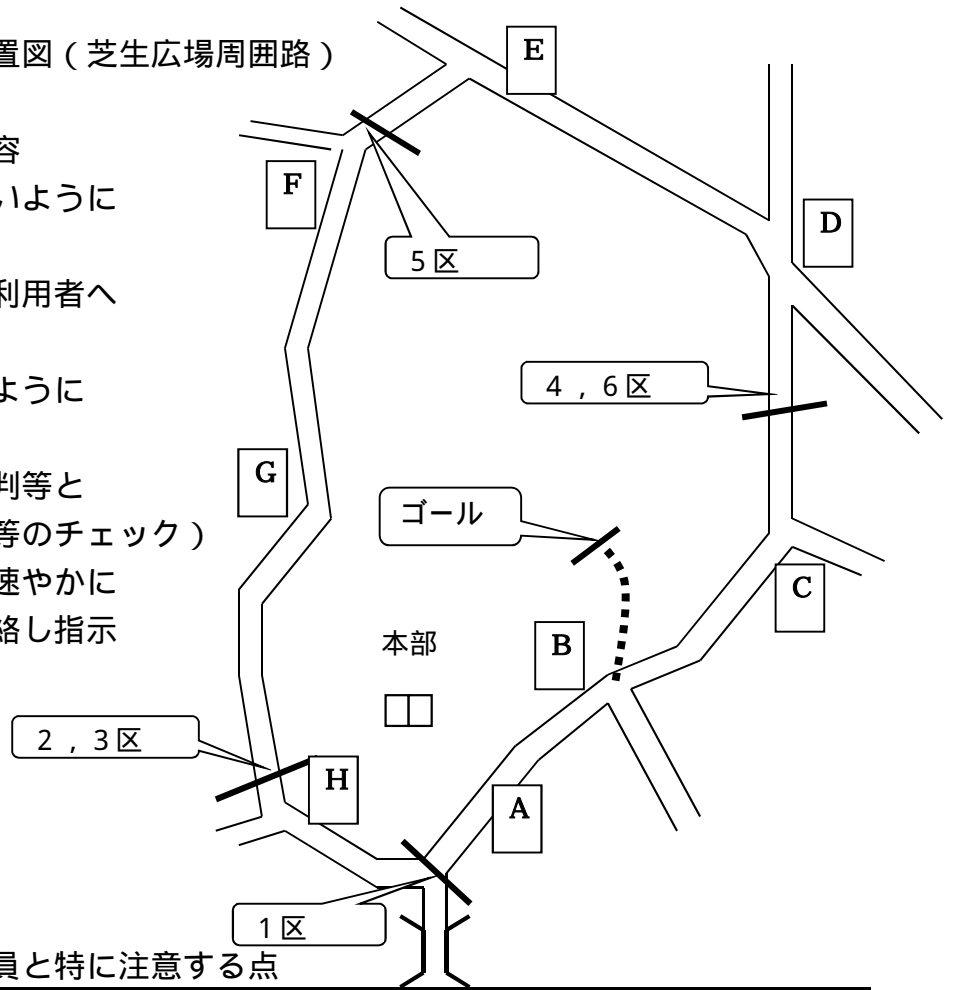 置図（芝生広場周囲路）
E
容
F
いように
D
5区
利用者へ
ように
4，6区
G
判等と
ゴール
等のチェック）
速やかに
C
絡し指示
本部
B
2，3区
H
A
1区
員と特に注意する点